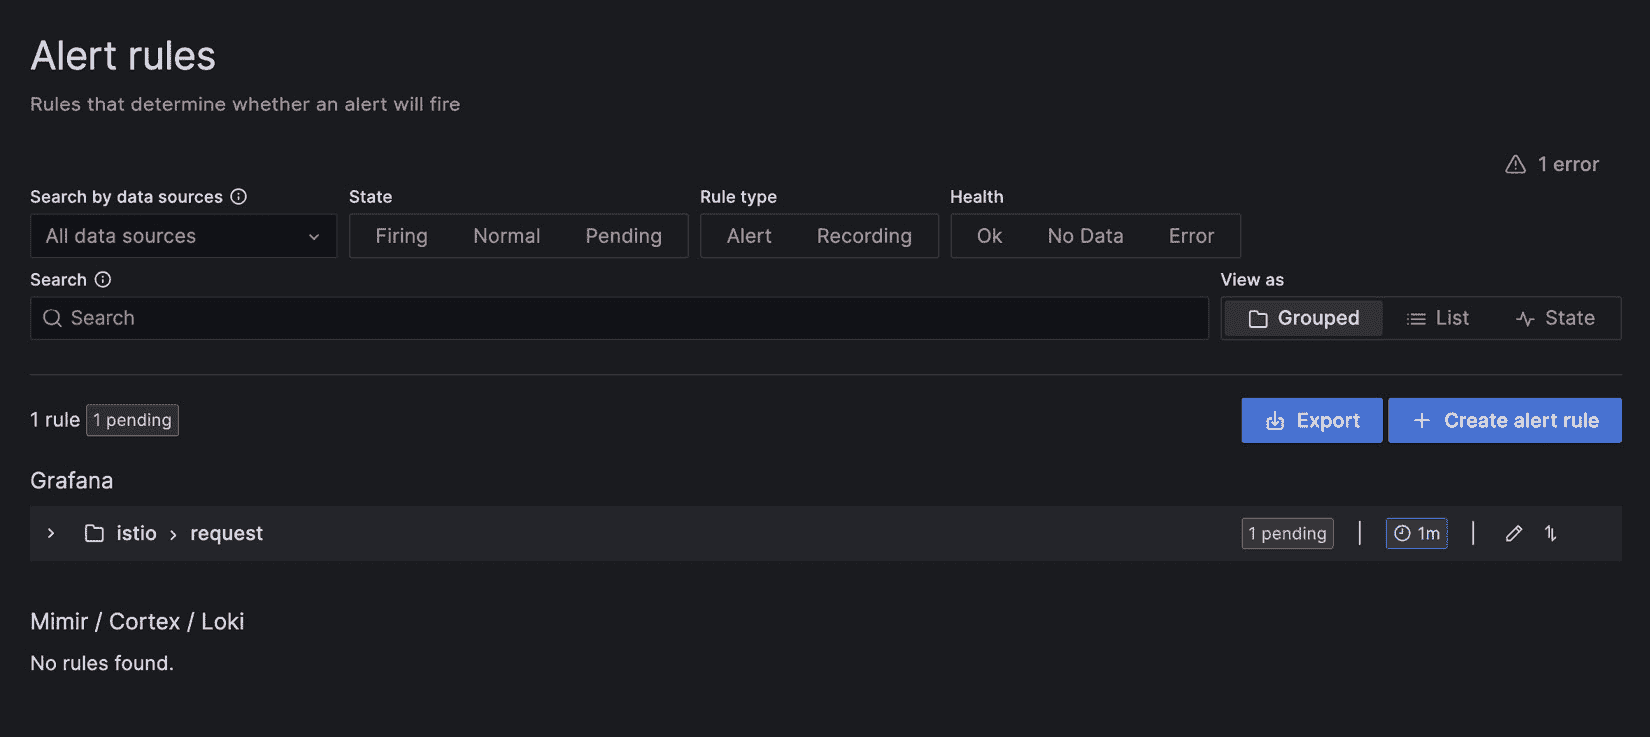 Alert rules
Rules that determine whether an alert will fire
1 error
Search by data sources State Rule type Health
All data sources Firing Normal Pending Alert Recording Ok No Data Error
Search View as
Search Grouped List State
1 rule 1 pending Export + Create alert rule
Grafana
> istio > request 1 pending | 1m |
Mimir / Cortex / Loki
No rules found.